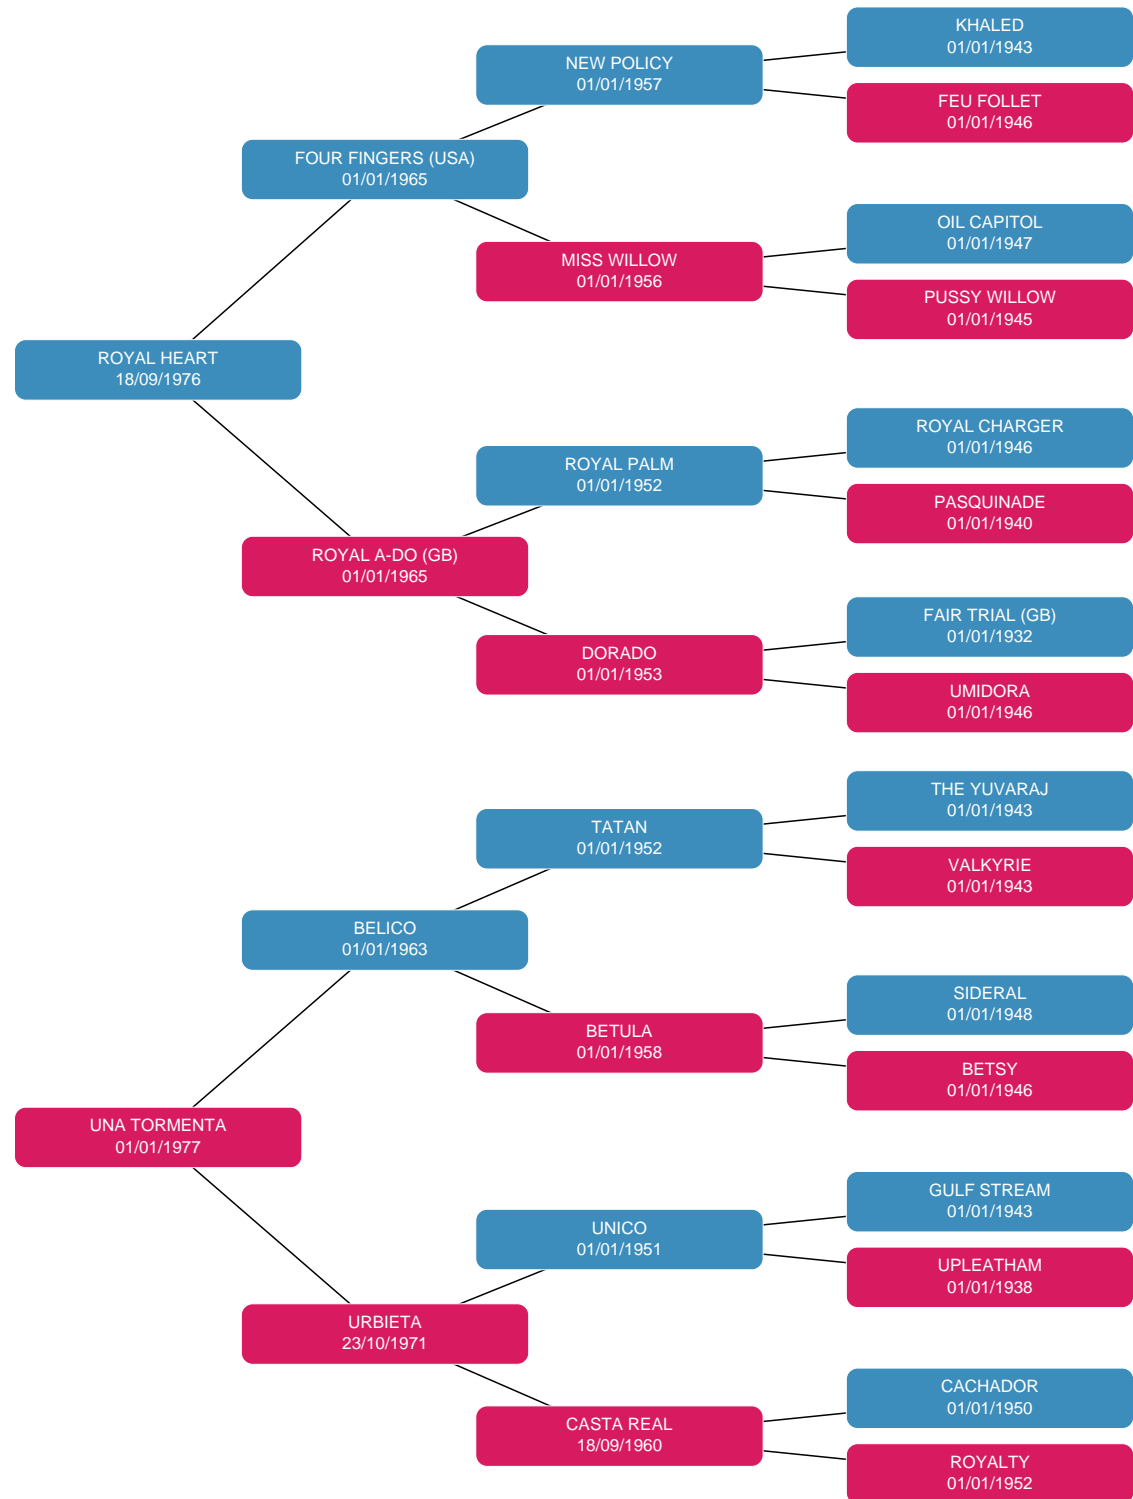 KHALED
01/01/1943
NEW POLICY
01/01/1957
FEU FOLLET
01/01/1946
FOUR FINGERS (USA)
01/01/1965
OIL CAPITOL
01/01/1947
MISS WILLOW
01/01/1956
PUSSY WILLOW
01/01/1945
ROYAL HEART
18/09/1976
ROYAL CHARGER
01/01/1946
ROYAL PALM
01/01/1952
PASQUINADE
01/01/1940
ROYAL A-DO (GB)
01/01/1965
FAIR TRIAL (GB)
01/01/1932
DORADO
01/01/1953
UMIDORA
01/01/1946
THE YUVARAJ
01/01/1943
TATAN
01/01/1952
VALKYRIE
01/01/1943
BELICO
01/01/1963
SIDERAL
01/01/1948
BETULA
01/01/1958
BETSY
01/01/1946
UNA TORMENTA
01/01/1977
GULF STREAM
01/01/1943
UNICO
01/01/1951
UPLEATHAM
01/01/1938
URBIETA
23/10/1971
CACHADOR
01/01/1950
CASTA REAL
18/09/1960
ROYALTY
01/01/1952